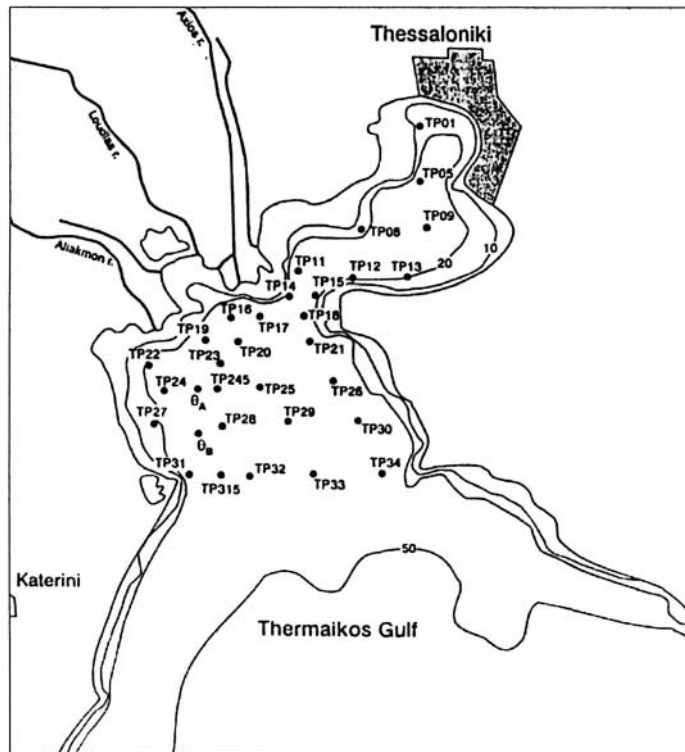 Thessaloniki
Axios r.
Loudias r.
Aliakmon r.
TP01
TP05
TP08
TP09
10
20
TP11
TP12
TP13
TP14
TP15
TP16
TP17
TP18
TP19
TP20
TP21
TP22
TP23
TP24
θA
TP245
TP25
TP26
TP27
TP28
TP29
TP30
θB
TP31
TP315
TP32
TP33
TP34
50
Katerini
Thermaikos Gulf